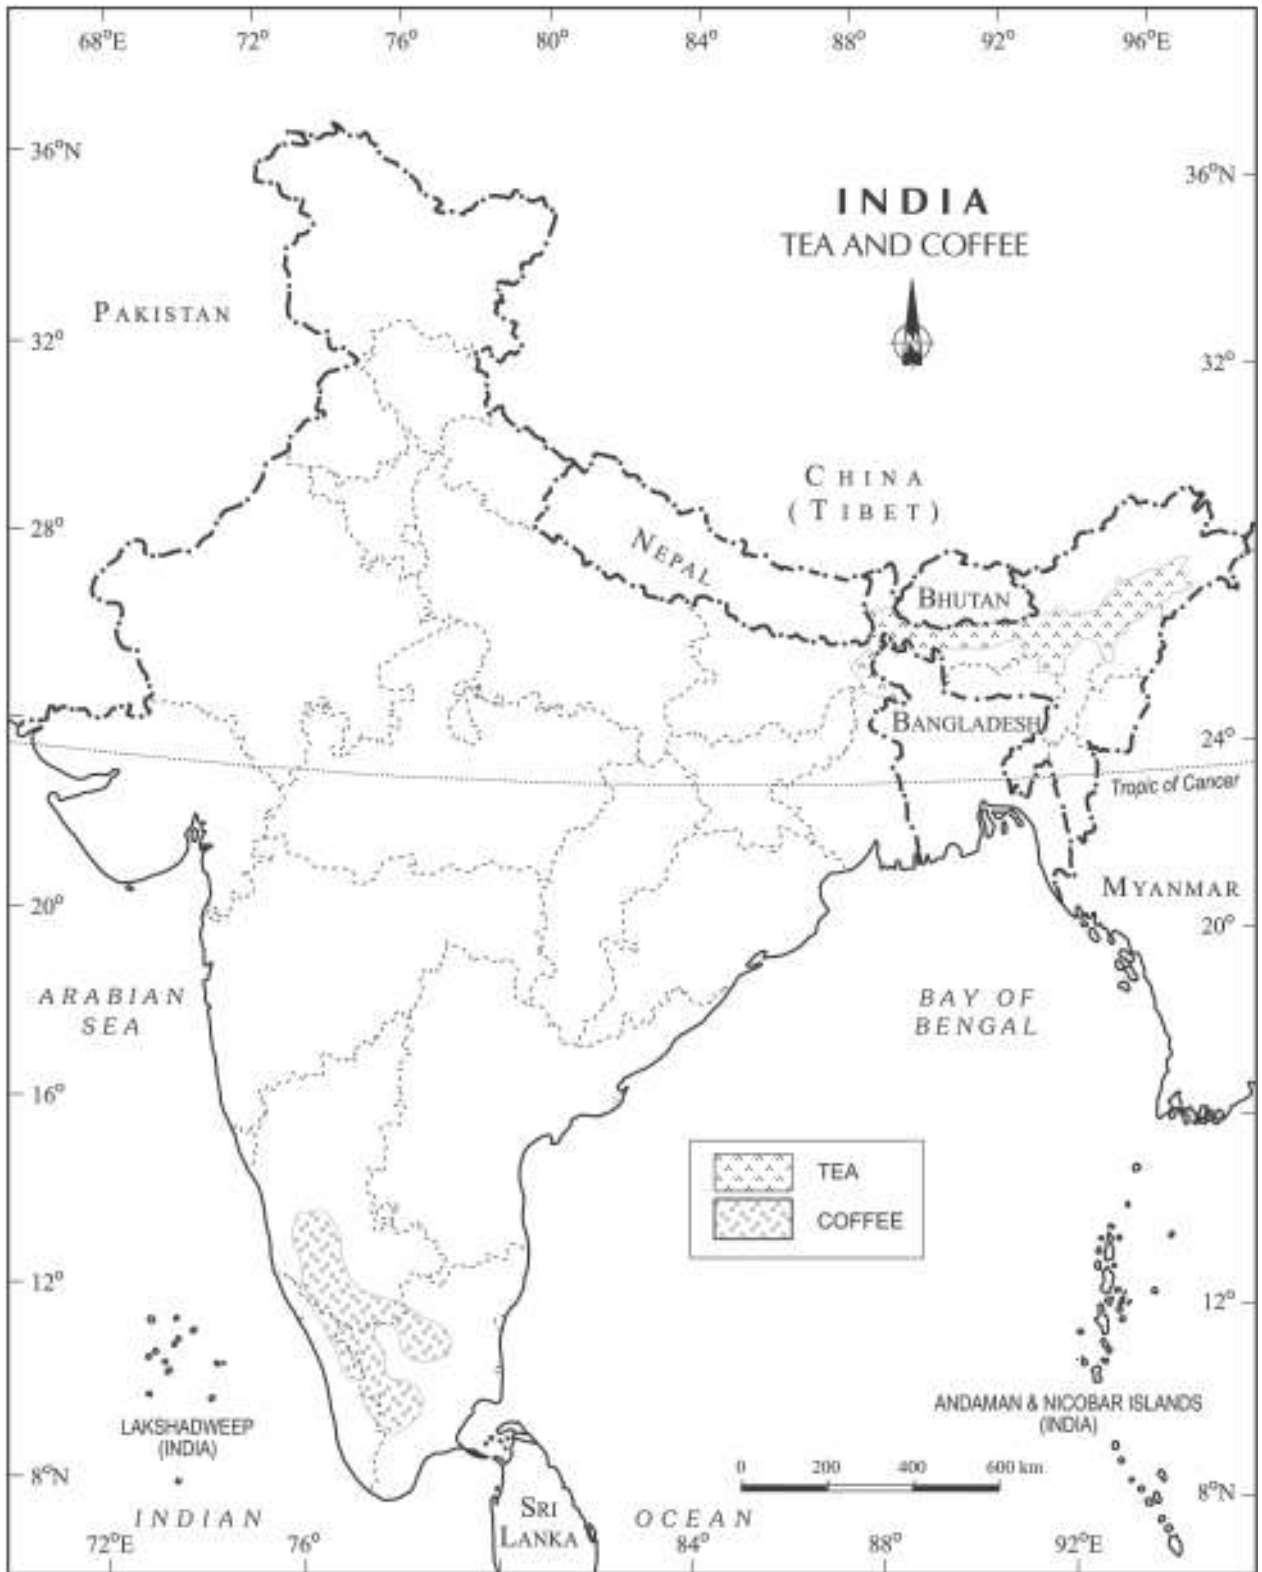 68°E 72° 76° 80° 84° 88° 92° 96°E
36°N
36°N
INDIA
TEA AND COFFEE
PAKISTAN
N
32°
32°
CHINA
(TIBET)
28°
NEPAL
BHUTAN
BANGLADESH
24°
Tropic of Cancer
MYANMAR
20°
20°
ARABIAN
SEA
BAY OF
BENGAL
16°
TEA
COFFEE
12°
12°
ANDAMAN & NICOBAR ISLANDS
(INDIA)
LAKSHADWEEP
(INDIA)
0 200 400 600 km
8°N
8°N
SRI
LANKA
INDIAN OCEAN
72°E 76° 84° 88° 92°E